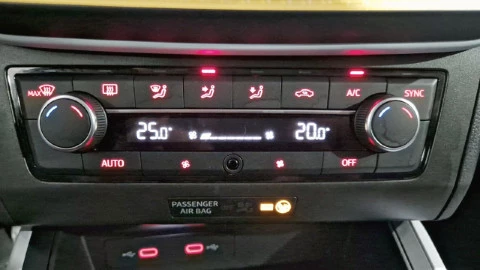 MAX
A/C
SYNC
25.0°
20.0°
AUTO
OFF
PASSENGER
AIR BAG